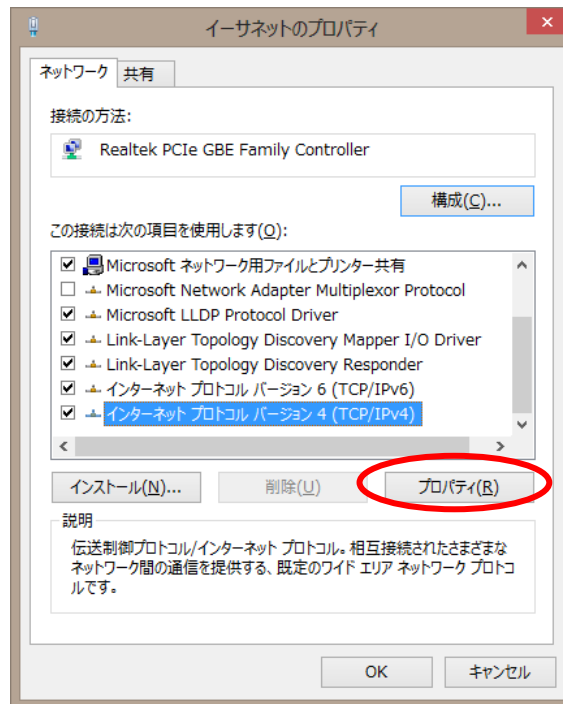 イーサネットのプロパティ
ネットワーク 共有
接続の方法:
Realtek PCIe GBE Family Controller
構成(C)...
この接続は次の項目を使用します(O):
Microsoft ネットワーク用ファイルとプリンター共有
Microsoft Network Adapter Multiplexor Protocol
Microsoft LLDP Protocol Driver
Link-Layer Topology Discovery Mapper I/O Driver
Link-Layer Topology Discovery Responder
インターネット プロトコル バージョン 6 (TCP/IPv6)
インターネット プロトコル バージョン 4 (TCP/IPv4)
インストール(N)... 削除(U) プロパティ(R)
説明
伝送制御プロトコル/インターネット プロトコル。相互接続されたさまざまな
ネットワーク間の通信を提供する、既定のワイド エリア ネットワーク プロトコ
ルです。
OK キャンセル